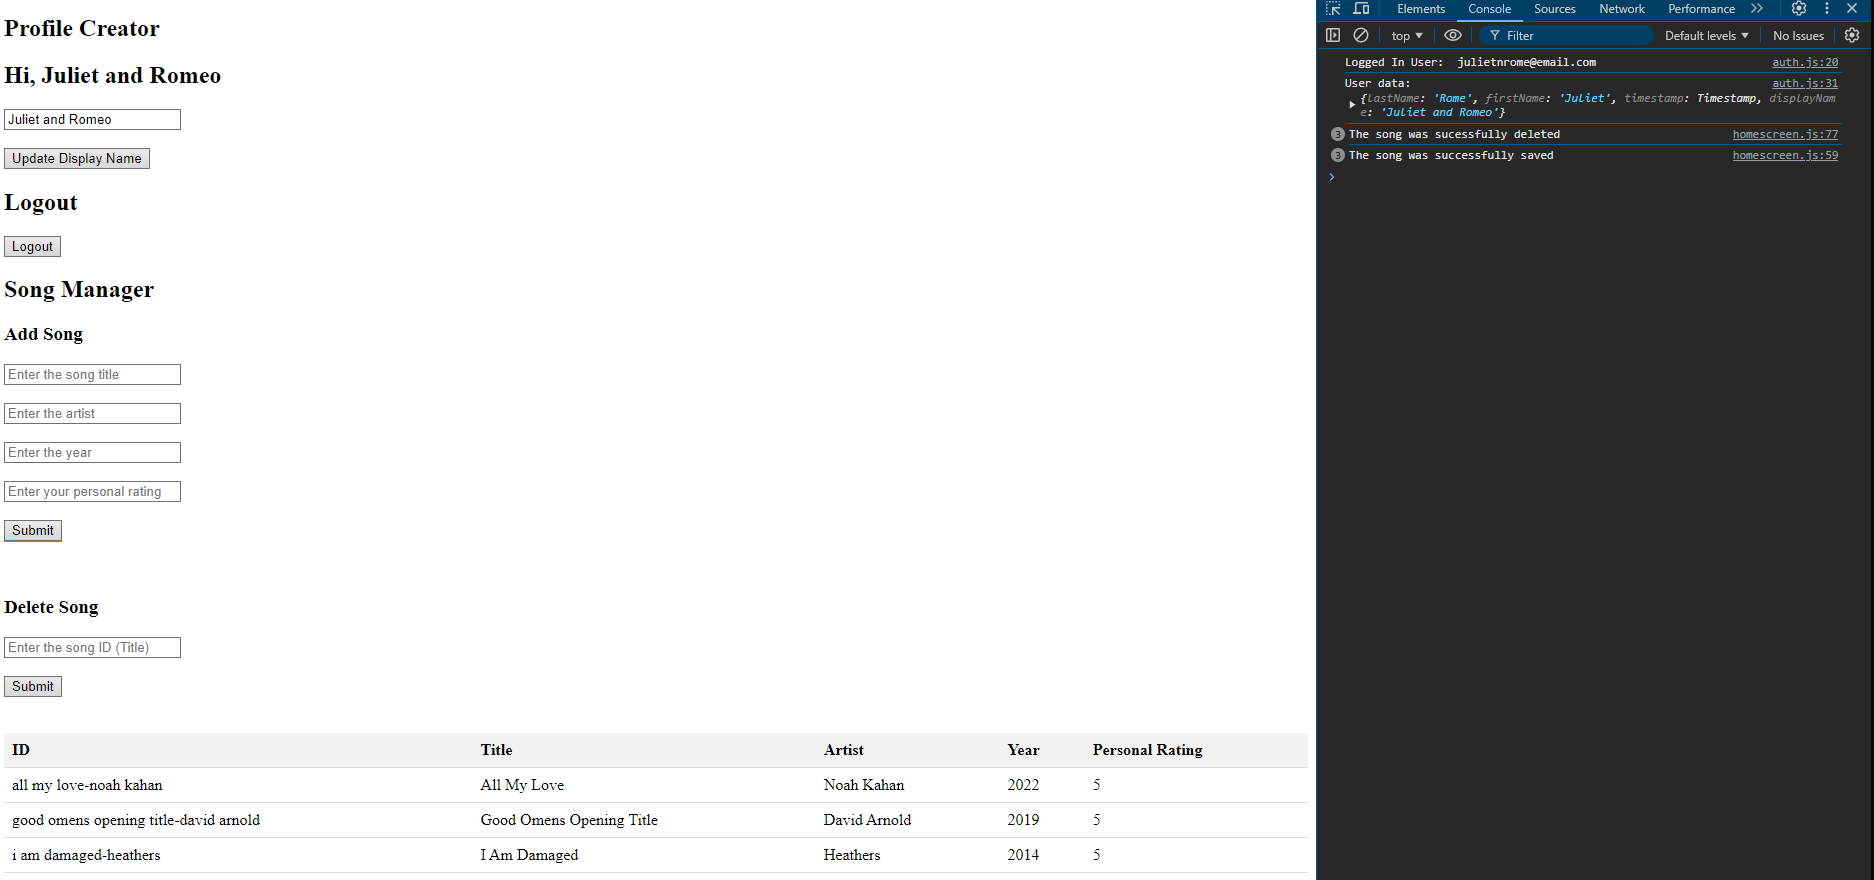 Profile Creator
Hi, Juliet and Romeo
Juliet and Romeo
Update Display Name
Logout
Logout
Song Manager
Add Song
Enter the song title
Enter the artist
Enter the year
Enter your personal rating
Submit
Delete Song
Enter the song ID (Title)
Submit
ID Title Artist Year Personal Rating
all my love-noah kahan All My Love Noah Kahan 2022 5
good omens opening title-david arnold Good Omens Opening Title David Arnold 2019 5
i am damaged-heathers I Am Damaged Heathers 2014 5
Elements Console Sources Network Performance
top Filter Default levels No Issues
Logged In User: julietnrome@email.com auth.js:20
User data: auth.js:31
{lastName: 'Rome', firstName: 'Juliet', timestamp: Timestamp, displayNam
e: 'Juliet and Romeo'}
3 The song was sucessfully deleted homescreen.js:77
3 The song was successfully saved homescreen.js:59